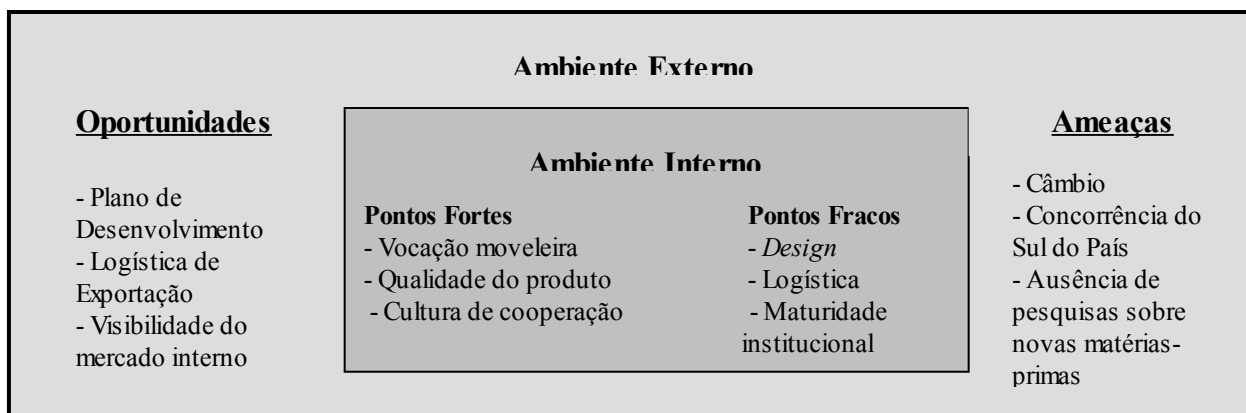 Ambiente Externo
Oportunidades
- Plano de
Desenvolvimento
- Logística de
Exportação
- Visibilidade do
mercado interno
Ambiente Interno
Pontos Fortes
- Vocação moveleira
- Qualidade do produto
- Cultura de cooperação
Pontos Fracos
- Design
- Logística
- Maturidade
institucional
Ameaças
- Câmbio
- Concorrência do
Sul do País
- Ausência de
pesquisas sobre
novas matérias-
primas